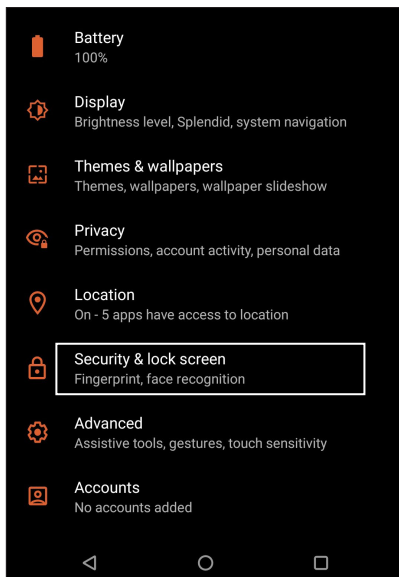 Battery
100%
Display
Brightness level, Splendid, system navigation
Themes & wallpapers
Themes, wallpapers, wallpaper slideshow
Privacy
Permissions, account activity, personal data
Location
On - 5 apps have access to location
Security & lock screen
Fingerprint, face recognition
Advanced
Assistive tools, gestures, touch sensitivity
Accounts
No accounts added